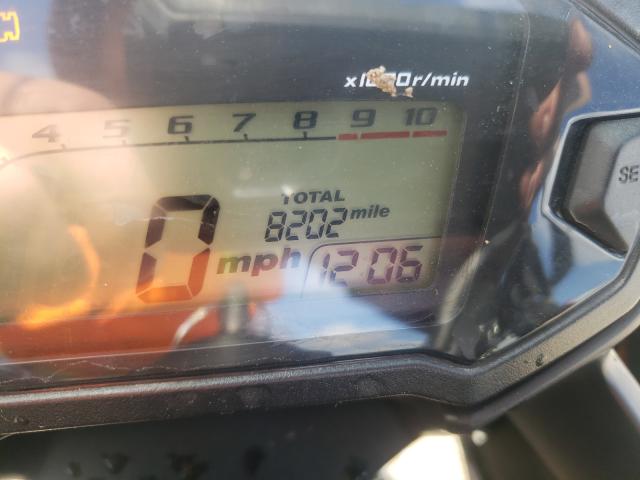 r/min
4 5 6 7 8 9 10
TOTAL
8202 mile
0 mph 12:06
SE